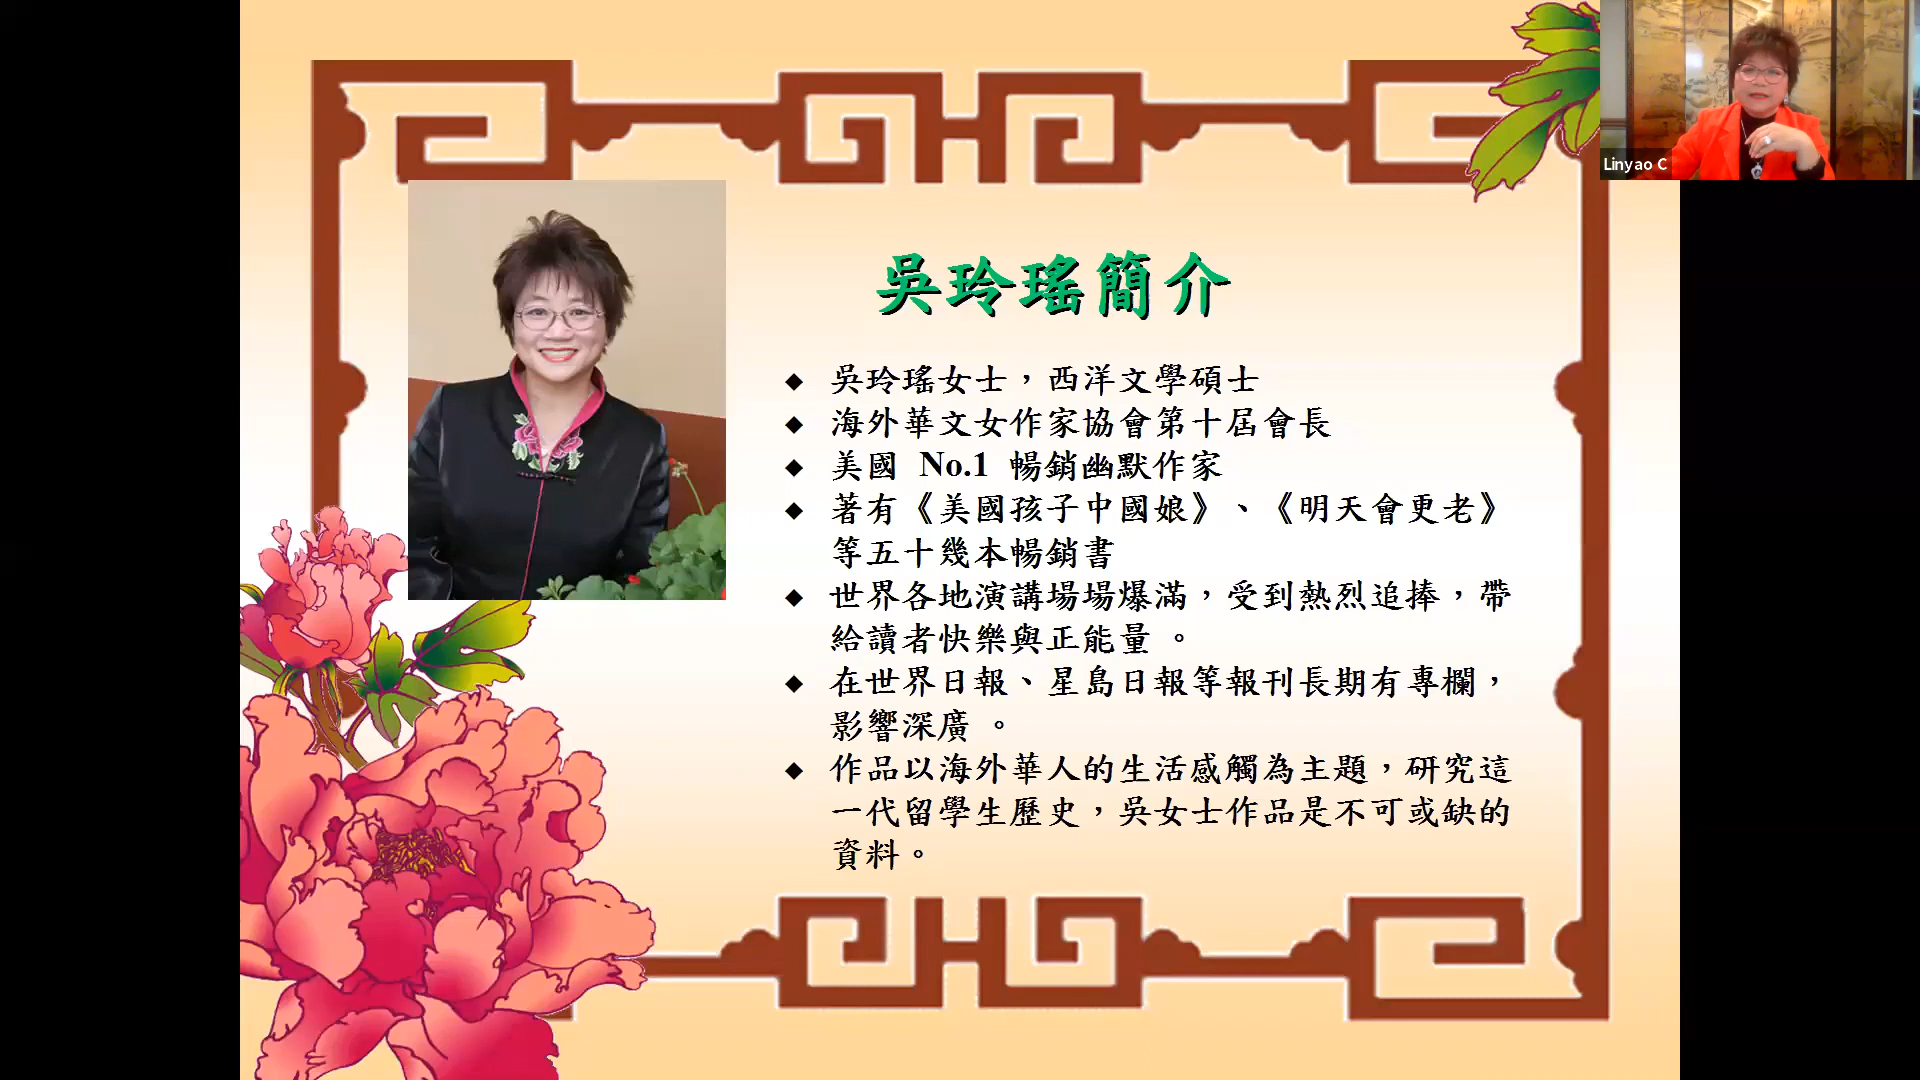 Linyao C
吳玲瑤簡介
◆ 吳玲瑤女士，西洋文學碩士
◆ 海外華文女作家協會第十屆會長
◆ 美國 No.1 暢銷幽默作家
◆ 著有《美國孩子中國娘》、《明天會更老》
等五十幾本暢銷書
◆ 世界各地演講場場爆滿，受到熱烈追捧，帶
給讀者快樂與正能量 。
◆ 在世界日報、星島日報等報刊長期有專欄，
影響深廣 。
◆ 作品以海外華人的生活感觸為主題，研究這
一代留學生歷史，吳女士作品是不可或缺的
資料。